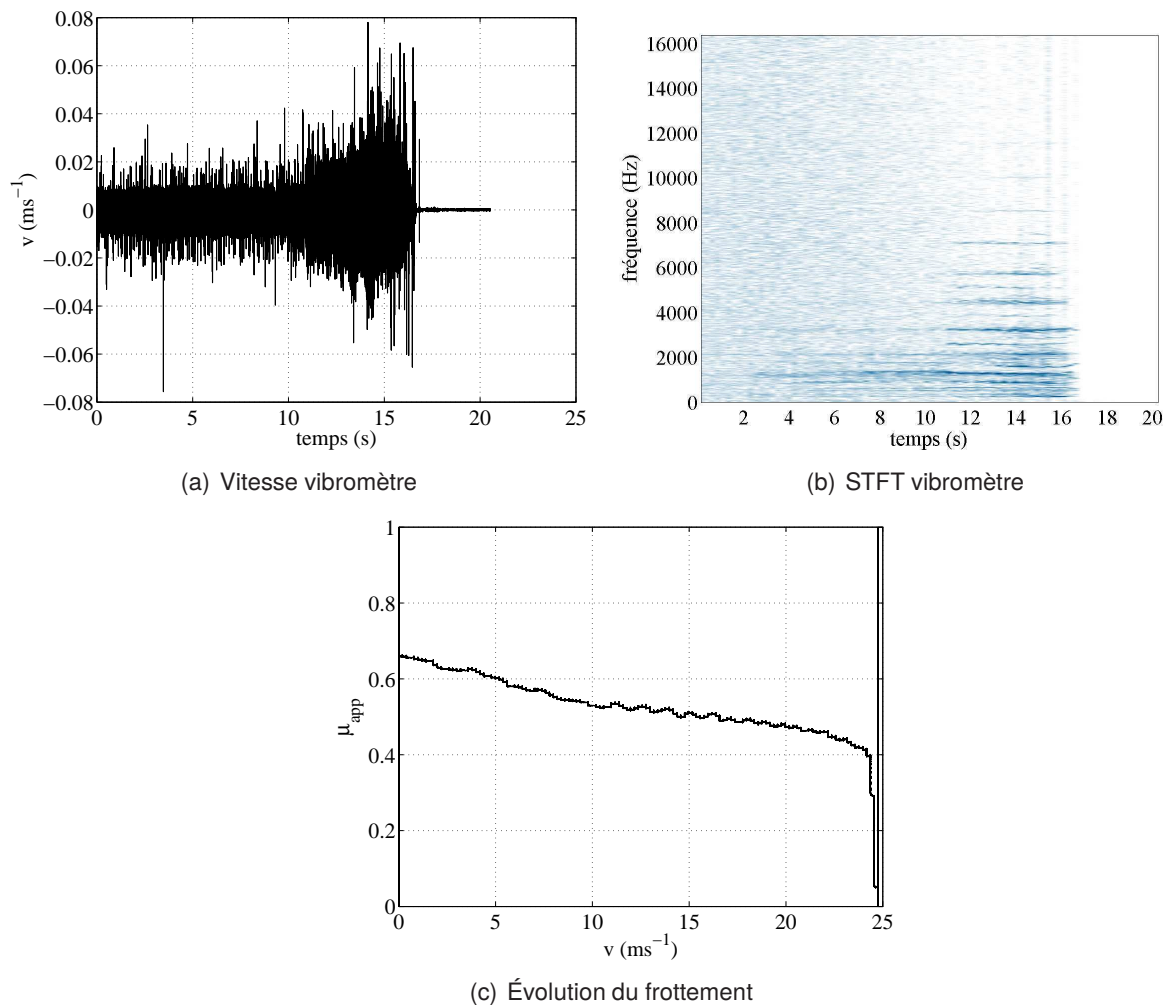 0.08
0.06
0.04
0.02
0
−0.02
−0.04
−0.06
−0.08
v (ms−1)
0 5 10 15 20 25
temps (s)
(a) Vitesse vibromètre
16000
14000
12000
10000
8000
6000
4000
2000
0
fréquence (Hz)
2 4 6 8 10 12 14 16 18 20
temps (s)
(b) STFT vibromètre
1
0.8
0.6
0.4
0.2
0
μapp
0 5 10 15 20 25
v (ms−1)
(c) Évolution du frottement